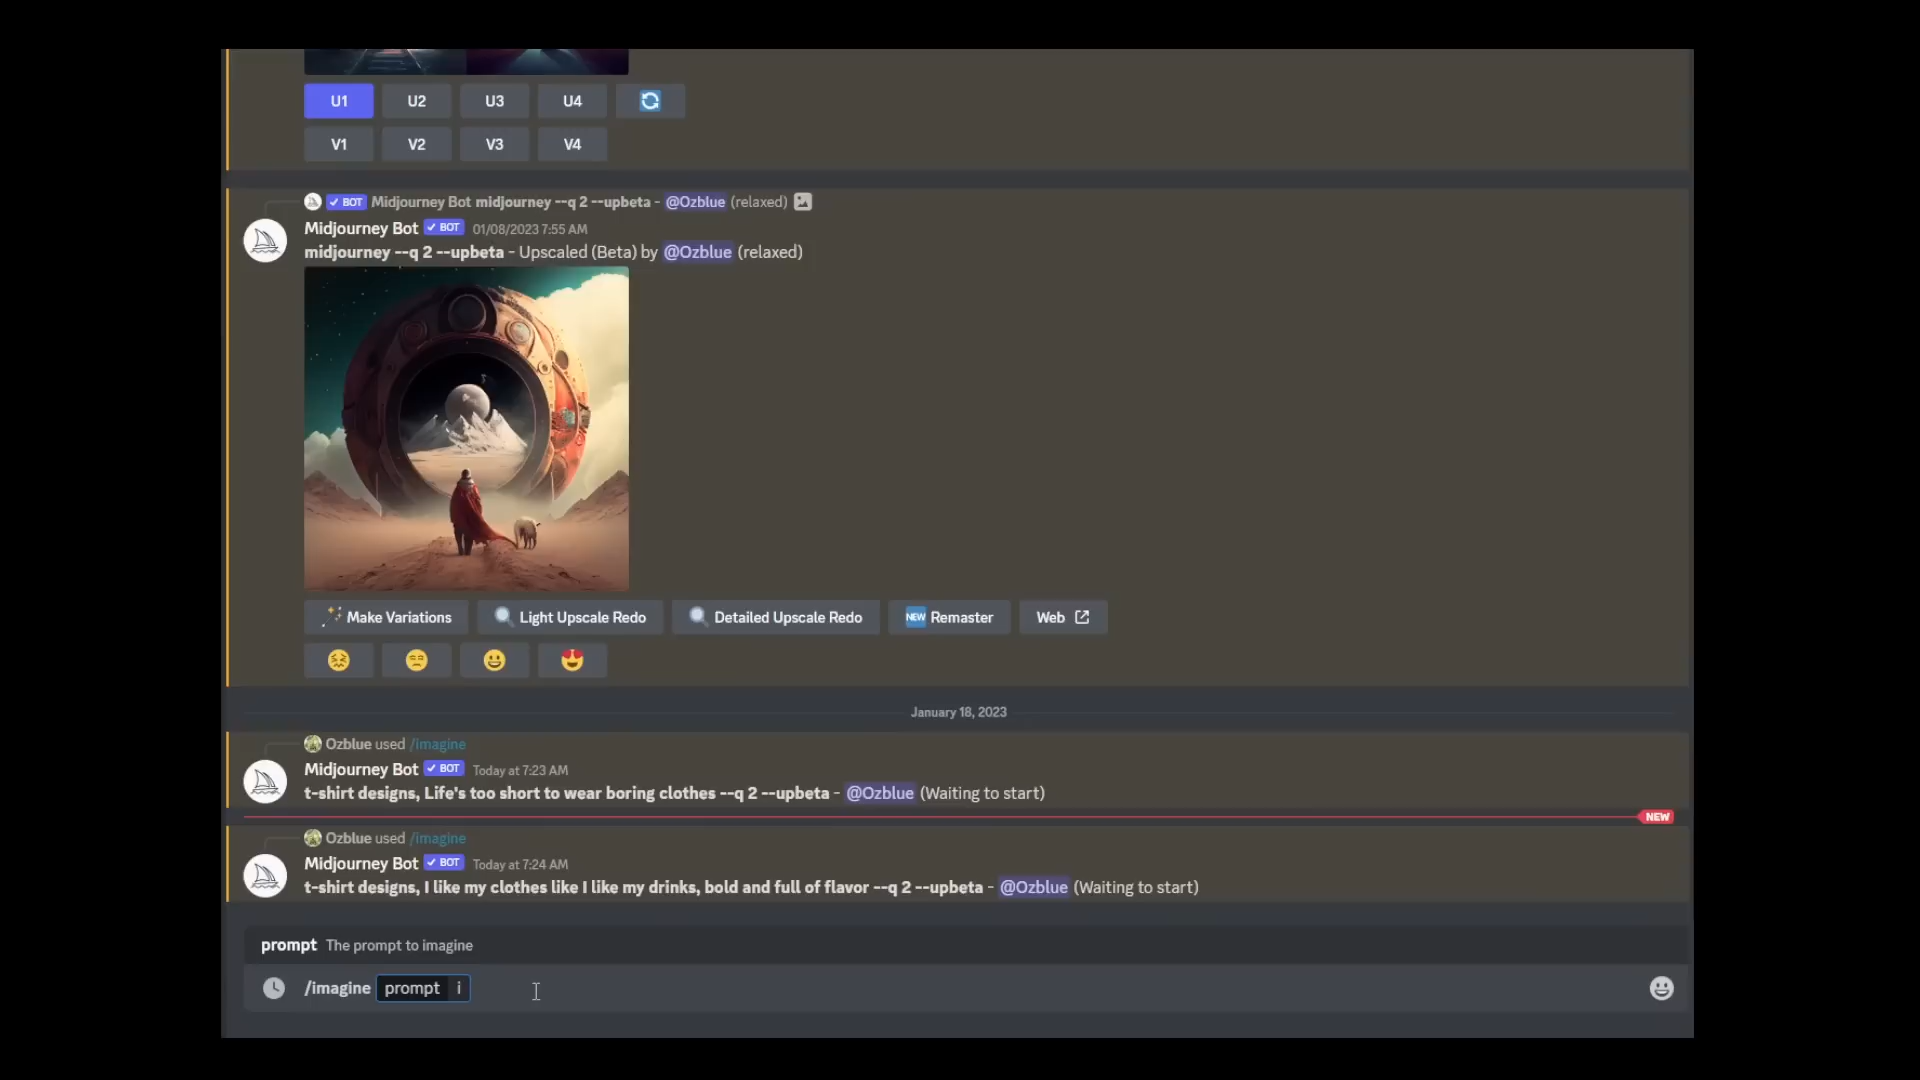 U1 U2 U3 U4
V1 V2 V3 V4
BOT Midjourney Bot midjourney --q 2 --upbeta - @Ozblue (relaxed)
Midjourney Bot BOT 01/08/2023 7:55 AM
midjourney --q 2 --upbeta - Upscaled (Beta) by @Ozblue (relaxed)
Make Variations Light Upscale Redo Detailed Upscale Redo NEW Remaster Web
January 18, 2023
Ozblue used /imagine
Midjourney Bot BOT Today at 7:23 AM
t-shirt designs, Life's too short to wear boring clothes --q 2 --upbeta - @Ozblue (Waiting to start)
NEW
Ozblue used /imagine
Midjourney Bot BOT Today at 7:24 AM
t-shirt designs, I like my clothes like I like my drinks, bold and full of flavor --q 2 --upbeta - @Ozblue (Waiting to start)
prompt The prompt to imagine
/imagine prompt i